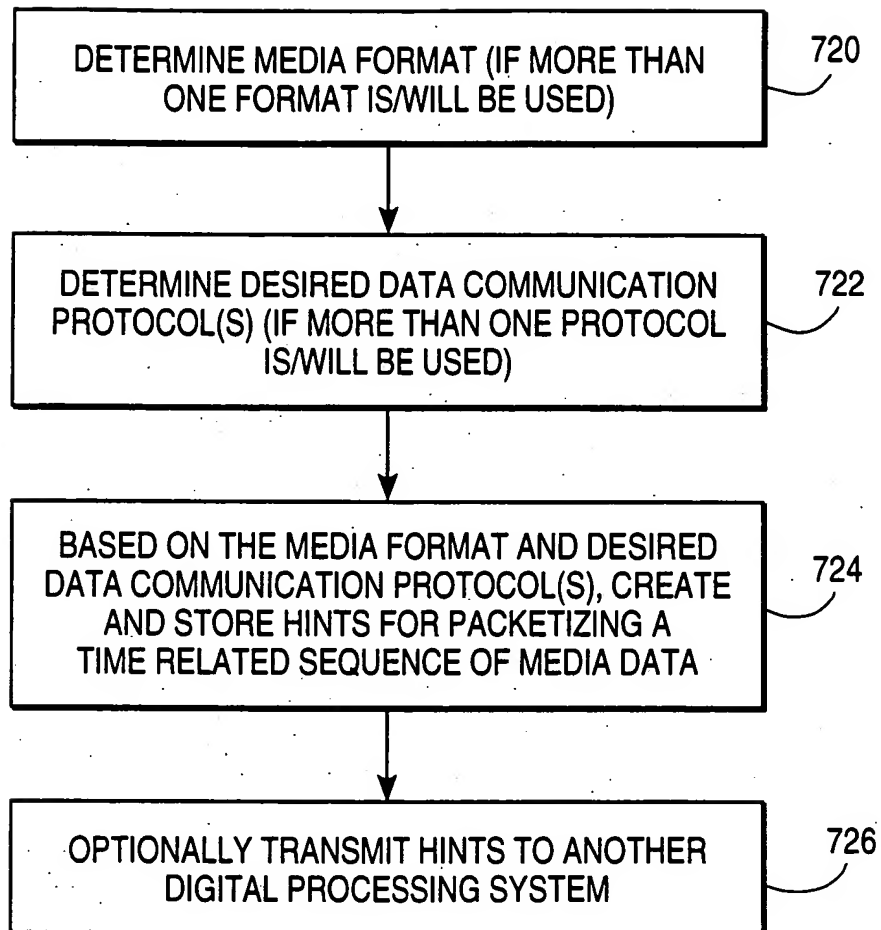 DETERMINE MEDIA FORMAT (IF MORE THAN
ONE FORMAT IS/WILL BE USED)
720
DETERMINE DESIRED DATA COMMUNICATION
PROTOCOL(S) (IF MORE THAN ONE PROTOCOL
IS/WILL BE USED)
722
BASED ON THE MEDIA FORMAT AND DESIRED
DATA COMMUNICATION PROTOCOL(S), CREATE
AND STORE HINTS FOR PACKETIZING A
TIME RELATED SEQUENCE OF MEDIA DATA
724
OPTIONALLY TRANSMIT HINTS TO ANOTHER
DIGITAL PROCESSING SYSTEM
726